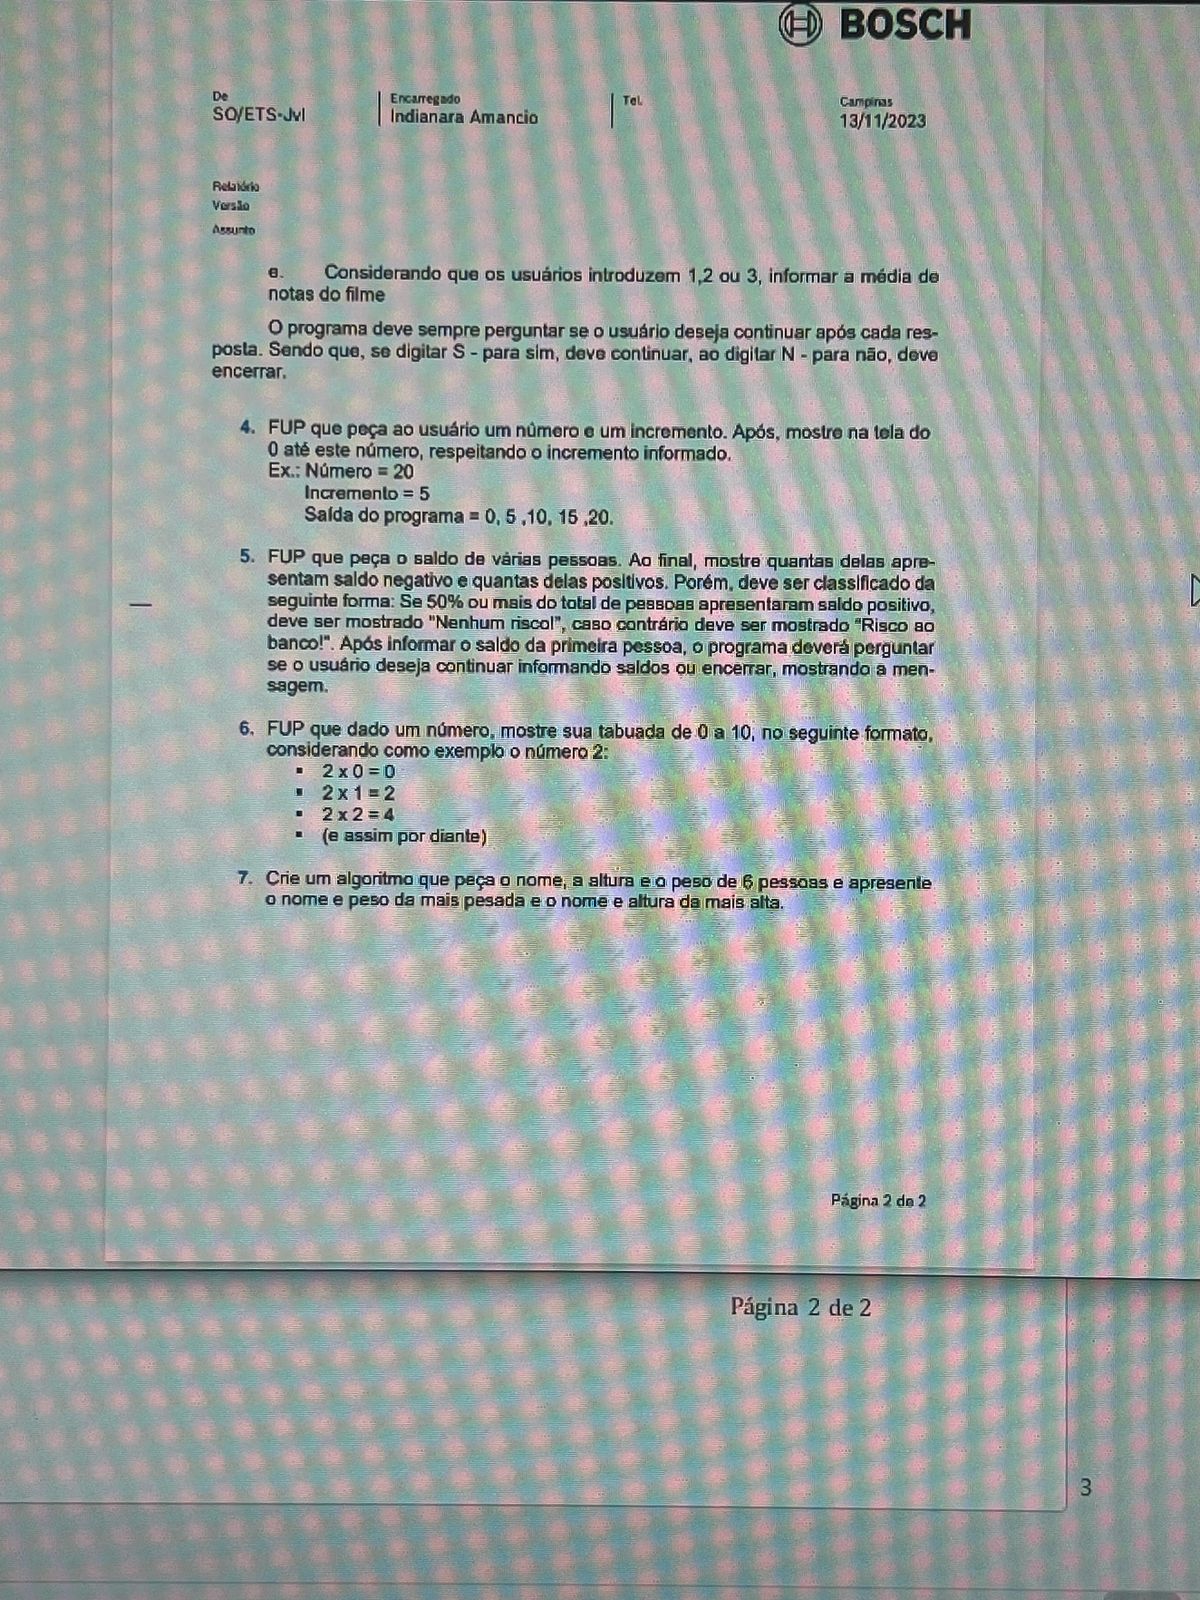 BOSCH
De
SO/ETS-Jvl
Encarregado
Indianara Amancio
Tel.
Campinas
13/11/2023
Relatório
Versão
Assunto
e. Considerando que os usuários introduzem 1,2 ou 3, informar a média de
notas do filme
O programa deve sempre perguntar se o usuário deseja continuar após cada res-
posta. Sendo que, se digitar S - para sim, deve continuar, ao digitar N - para não, deve
encerrar.
4. FUP que peça ao usuário um número e um incremento. Após, mostre na tela do
0 até este número, respeitando o incremento informado.
Ex.: Número = 20
Incremento = 5
Saída do programa = 0, 5 ,10, 15 ,20.
5. FUP que peça o saldo de várias pessoas. Ao final, mostre quantas delas apre-
sentam saldo negativo e quantas delas positivos. Porém, deve ser classificado da
seguinte forma: Se 50% ou mais do total de pessoas apresentaram saldo positivo,
deve ser mostrado "Nenhum risco!", caso contrário deve ser mostrado "Risco ao
banco!". Após informar o saldo da primeira pessoa, o programa deverá perguntar
se o usuário deseja continuar informando saldos ou encerrar, mostrando a men-
sagem.
6. FUP que dado um número, mostre sua tabuada de 0 a 10, no seguinte formato,
considerando como exemplo o número 2:
▪ 2 x 0 = 0
▪ 2 x 1 = 2
▪ 2 x 2 = 4
▪ (e assim por diante)
7. Crie um algoritmo que peça o nome, a altura e o peso de 6 pessoas e apresente
o nome e peso da mais pesada e o nome e altura da mais alta.
Página 2 de 2
Página 2 de 2
3